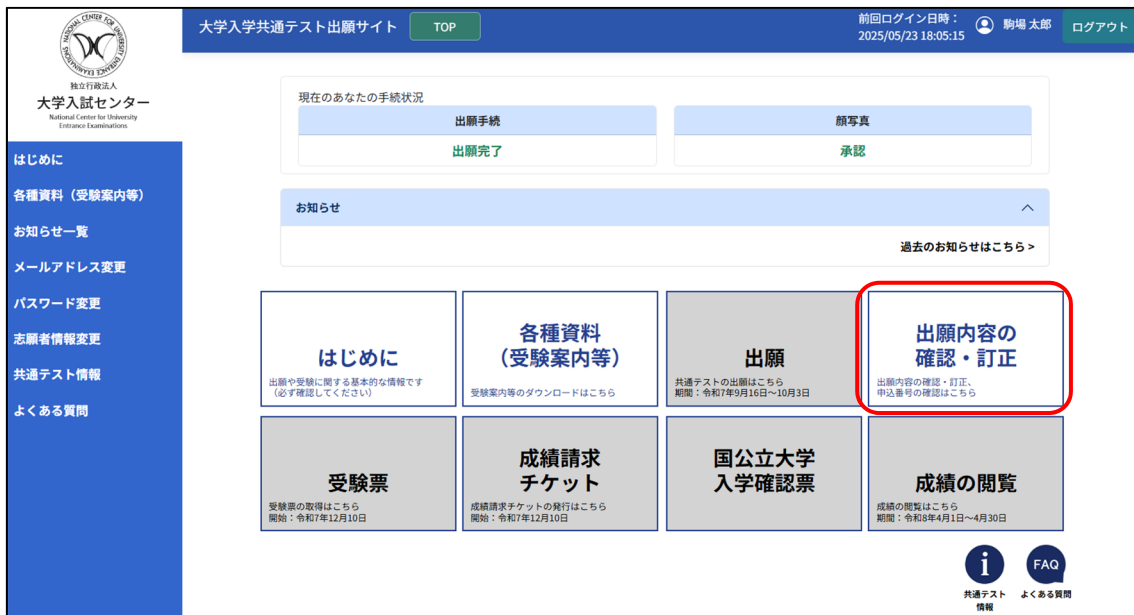 NATIONAL CENTER FOR UNIVERSITY ENTRANCE EXAMINATIONS
独立行政法人
大学入試センター
National Center for University
Entrance Examinations
大学入学共通テスト出願サイト
TOP
前回ログイン日時：
2025/05/23 18:05:15
駒場 太郎
ログアウト
はじめに
各種資料（受験案内等）
お知らせ一覧
メールアドレス変更
パスワード変更
志願者情報変更
共通テスト情報
よくある質問
現在のあなたの手続状況
出願手続
顔写真
出願完了
承認
お知らせ
過去のお知らせはこちら >
はじめに
出願や受験に関する基本的な情報です
（必ず確認してください）
各種資料
（受験案内等）
受験案内等のダウンロードはこちら
出願
共通テストの出願はこちら
期間：令和7年9月16日～10月3日
出願内容の
確認・訂正
出願内容の確認・訂正、
申込番号の確認はこちら
受験票
受験票の取得はこちら
開始：令和7年12月10日
成績請求
チケット
成績請求チケットの発行はこちら
開始：令和7年12月10日
国公立大学
入学確認票
成績の閲覧
成績の閲覧はこちら
期間：令和8年4月1日～4月30日
i
FAQ
共通テスト
情報
よくある質問